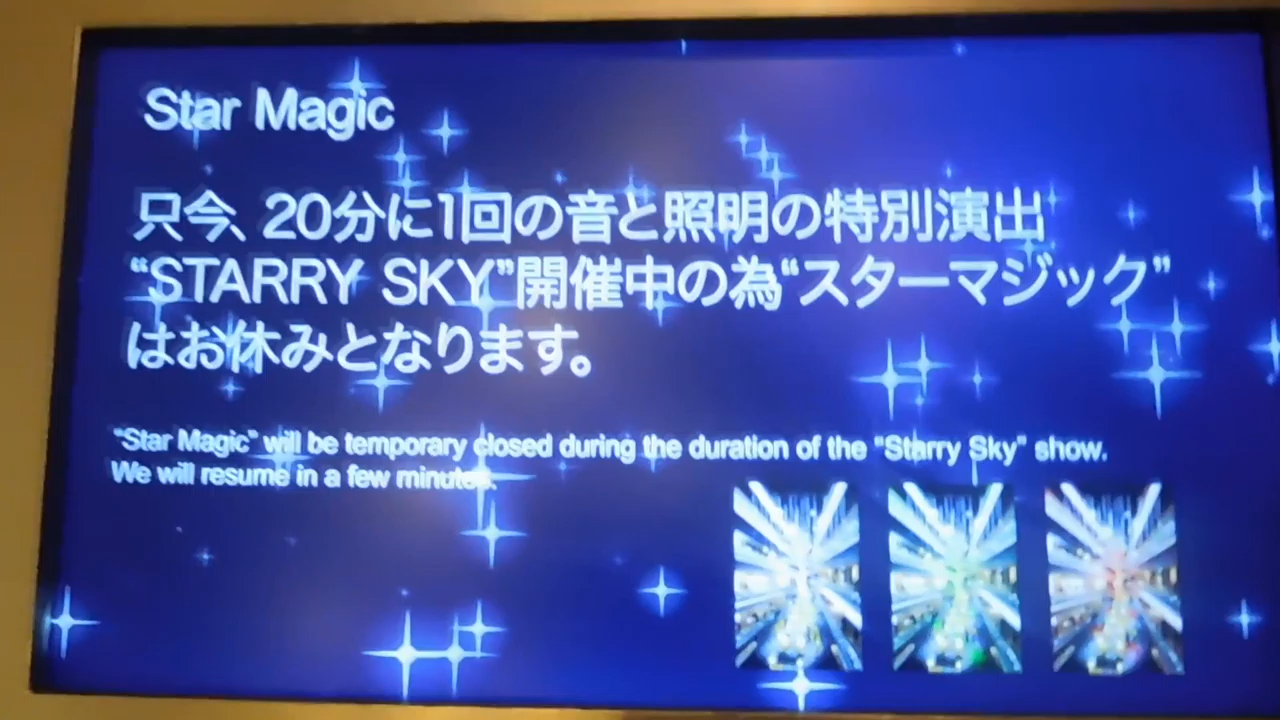 Star Magic
只今、20分に1回の音と照明の特別演出
“STARRY SKY”開催中の為“スターマジック”
はお休みとなります。
“Star Magic” will be temporary closed during the duration of the “Starry Sky” show.
We will resume in a few minutes.